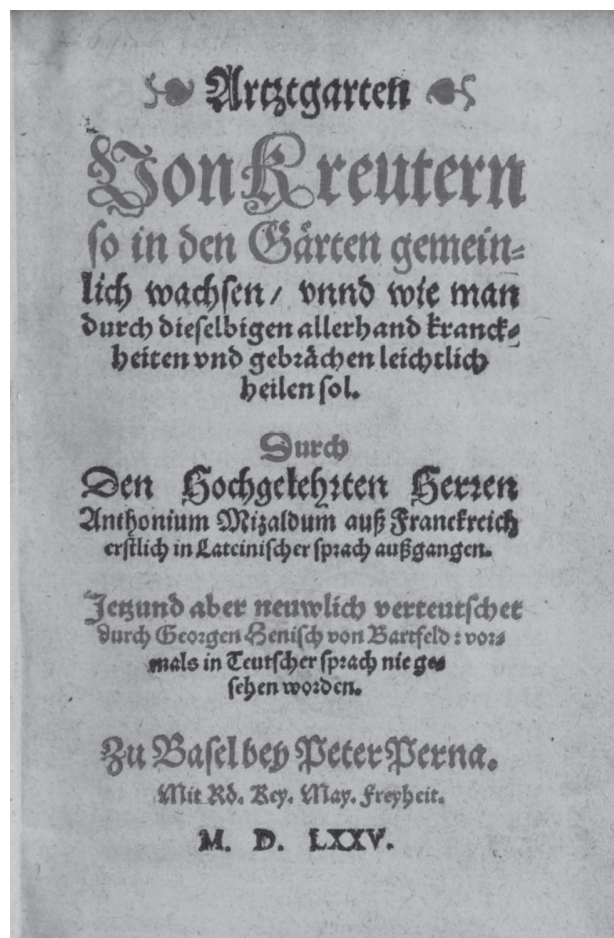 Artztgarten
Von Kreutern
so in den Gärten gemein⸗
lich wachsen / vnnd wie man
durch dieselbigen allerhand kranck⸗
heiten vnd gebrächen leichtlich
heilen sol.
Durch
Den Hochgelehrten Herren
Anthonium Mizaldum auß Franckreich
erstlich in Lateinischer sprach außgangen.
Jetzund aber neuwlich verteutschet
durch Georgen Henisch von Bartfeld : vor⸗
mals in Teutscher sprach nie ge⸗
sehen worden.
Zu Basel bey Peter Perna.
Mit Rö. Key. May. Freyheit.
M. D. LXXV.